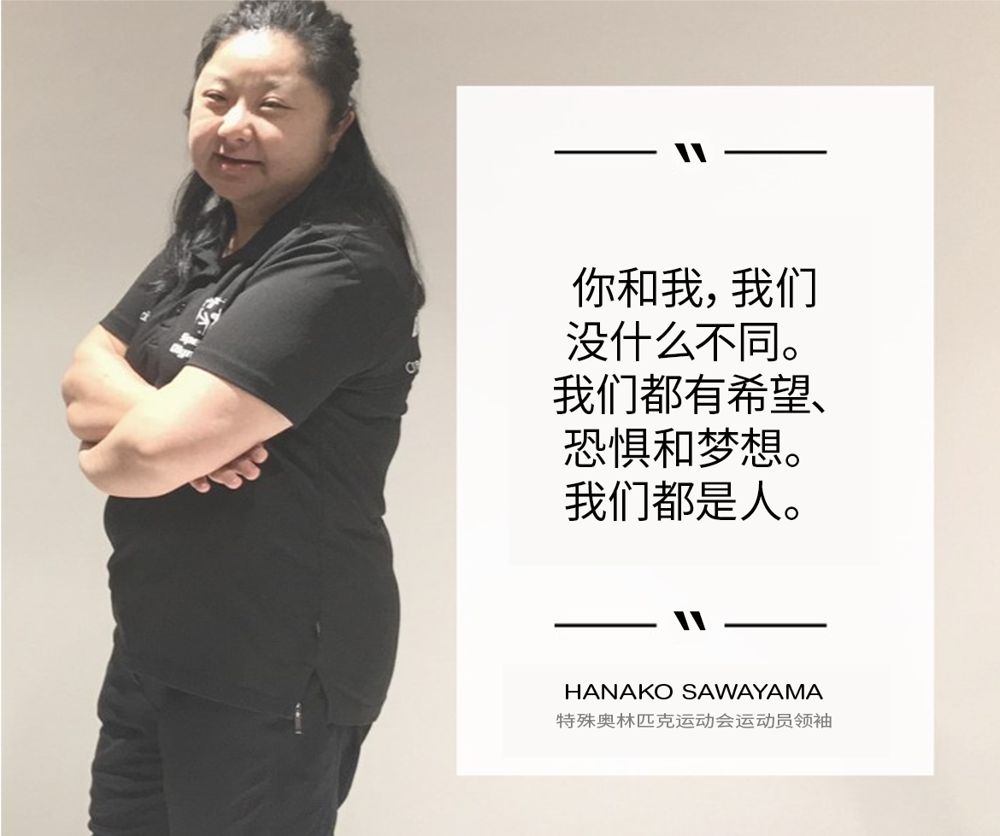 你和我，我们
没什么不同。
我们都有希望、
恐惧和梦想。
我们都是人。
HANAKO SAWAYAMA
特殊奥林匹克运动会运动员领袖